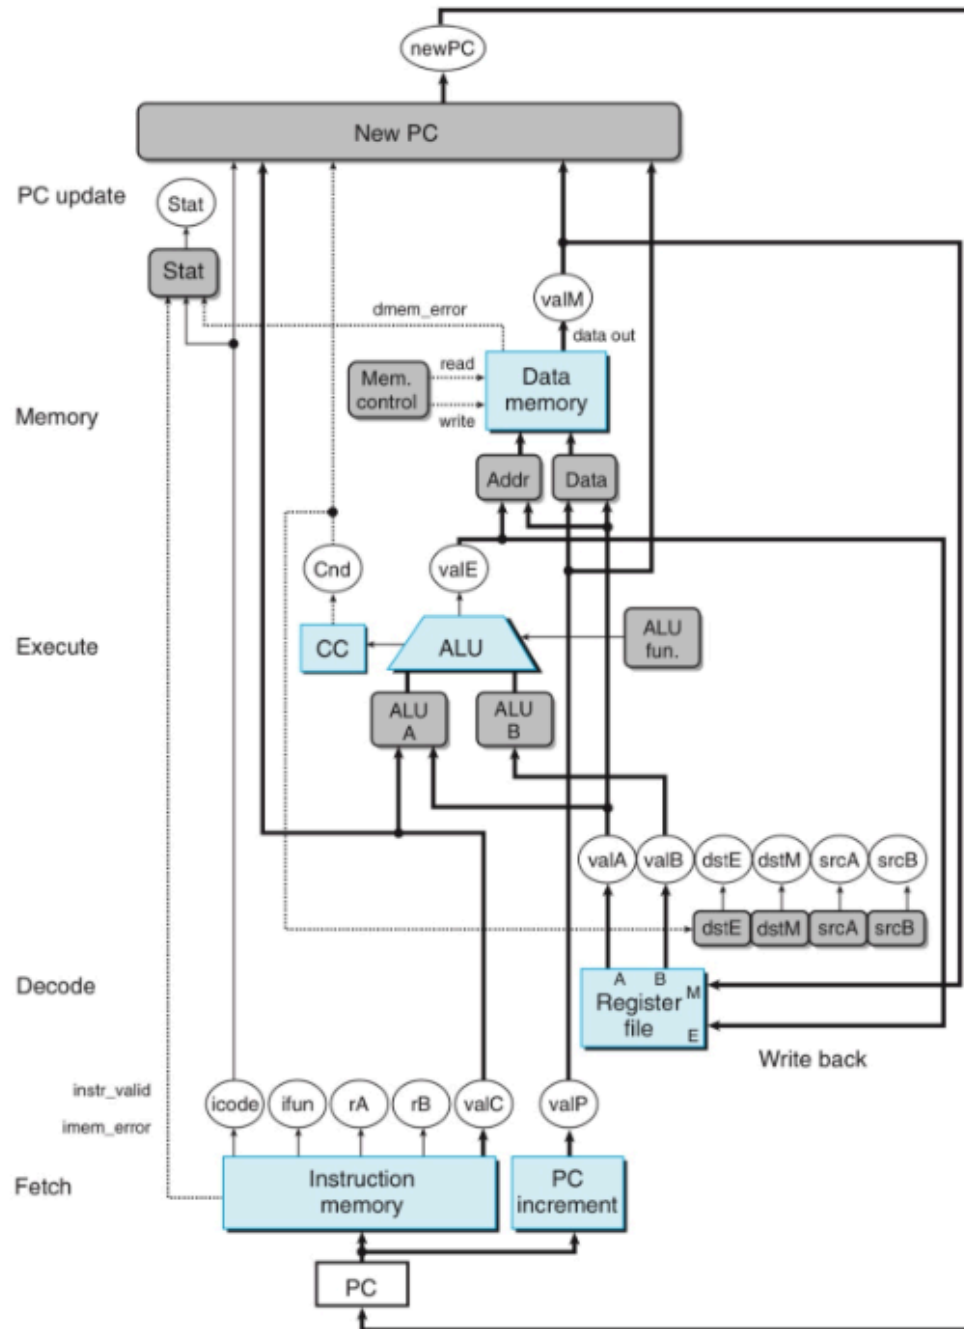 newPC
New PC
PC update
Stat
Stat
valM
dmem_error
data out
read
Mem.
control
Data
memory
Memory
write
Addr
Data
Cnd
valE
Execute
CC
ALU
ALU
fun.
ALU
A
ALU
B
valA
valB
dstE
dstM
srcA
srcB
dstE
dstM
srcA
srcB
Decode
A
B
M
Register
file
E
Write back
instr_valid
icode
ifun
rA
rB
valC
valP
imem_error
Fetch
Instruction
memory
PC
increment
PC